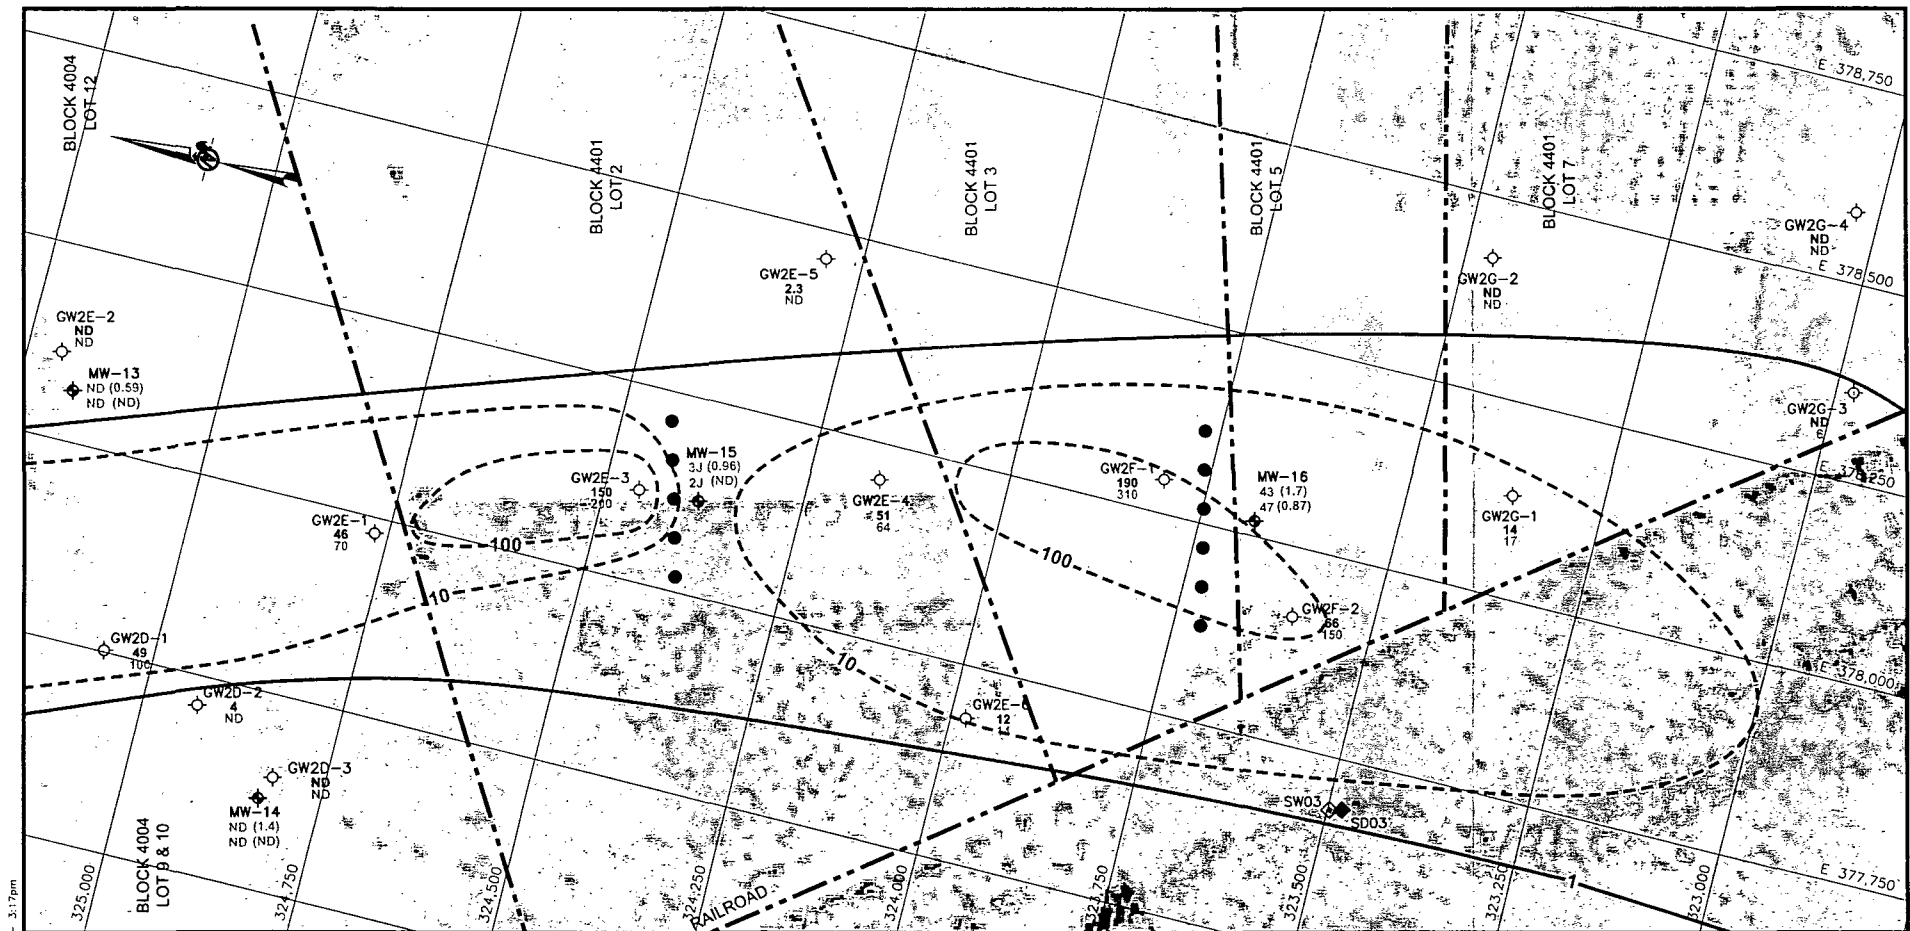 BLOCK 4004
LOT 12
BLOCK 4401
LOT 2
BLOCK 4401
LOT 3
BLOCK 4401
LOT 5
BLOCK 4401
LOT 7
E 378,750
GW2G-4
ND
ND
E 378,500
GW2G-2
ND
ND
GW2E-5
2.3
ND
GW2E-2
ND
ND
MW-13
ND (0.59)
ND (ND)
GW2G-3
ND
6
E 378,250
GW2E-3
150
200
MW-15
3J (0.96)
2J (ND)
GW2E-4
51
64
GW2F-1
190
310
MW-16
43 (1.7)
47 (0.87)
GW2G-1
14
17
GW2E-1
46
70
100
100
10
10
GW2F-2
66
150
GW2D-1
49
100
GW2D-2
4
ND
GW2E-6
12
E 378,000
GW2D-3
ND
ND
MW-14
ND (1.4)
ND (ND)
SW03
SD03
BLOCK 4004
LOT 9 & 10
325,000
324,750
324,500
324,250
RAILROAD
324,000
323,750
323,500
323,250
323,000
1
E 377,750
3:17pm